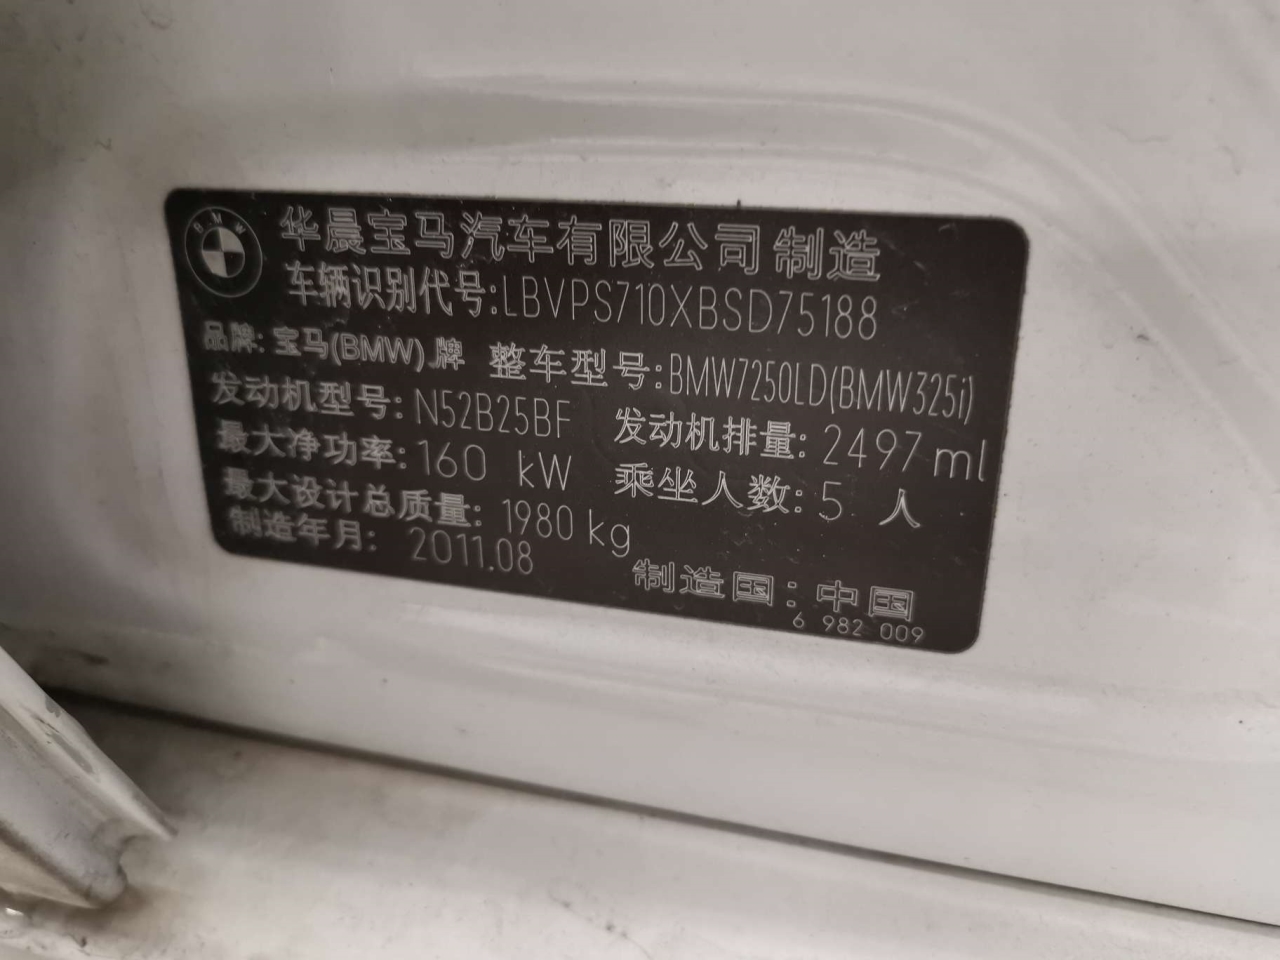 BMW
华晨宝马汽车有限公司制造
车辆识别代号:LBVPS710XBSD75188
品牌:宝马(BMW)牌 整车型号:BMW7250LD(BMW325i)
发动机型号:N52B25BF 发动机排量:2497ml
最大净功率:160 kW 乘坐人数:5 人
最大设计总质量:1980kg
制造年月:2011.08 制造国:中国
6 982 009